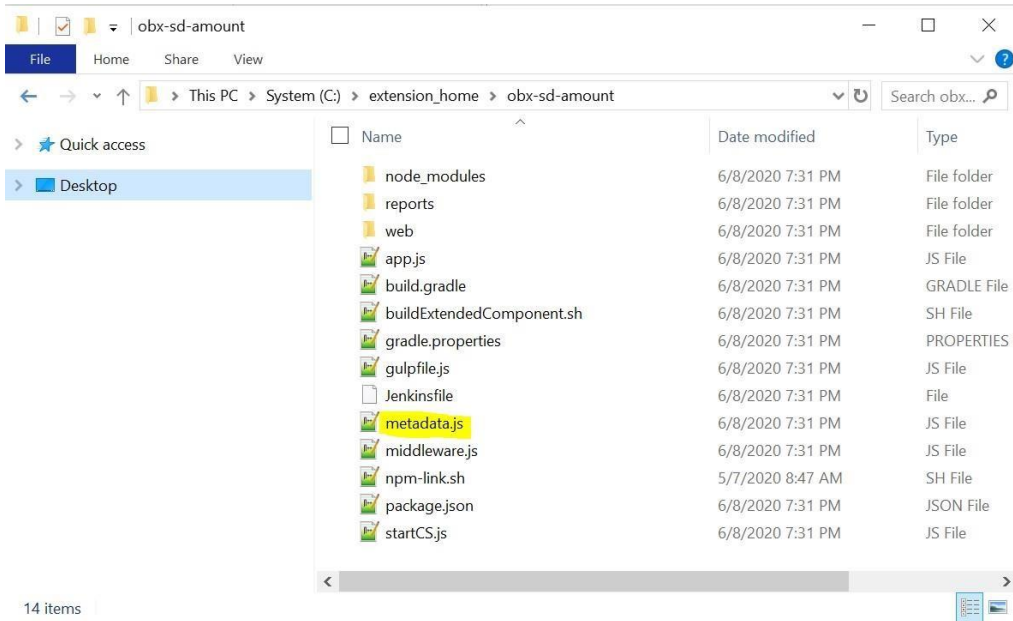 obx-sd-amount
File Home Share View
This PC > System (C:) > extension_home > obx-sd-amount Search obx...
Quick access
Desktop
Name Date modified Type
node_modules 6/8/2020 7:31 PM File folder
reports 6/8/2020 7:31 PM File folder
web 6/8/2020 7:31 PM File folder
app.js 6/8/2020 7:31 PM JS File
build.gradle 6/8/2020 7:31 PM GRADLE File
buildExtendedComponent.sh 6/8/2020 7:31 PM SH File
gradle.properties 6/8/2020 7:31 PM PROPERTIES
gulpfile.js 6/8/2020 7:31 PM JS File
Jenkinsfile 6/8/2020 7:31 PM File
metadata.js 6/8/2020 7:31 PM JS File
middleware.js 6/8/2020 7:31 PM JS File
npm-link.sh 5/7/2020 8:47 AM SH File
package.json 6/8/2020 7:31 PM JSON File
startCS.js 6/8/2020 7:31 PM JS File
14 items